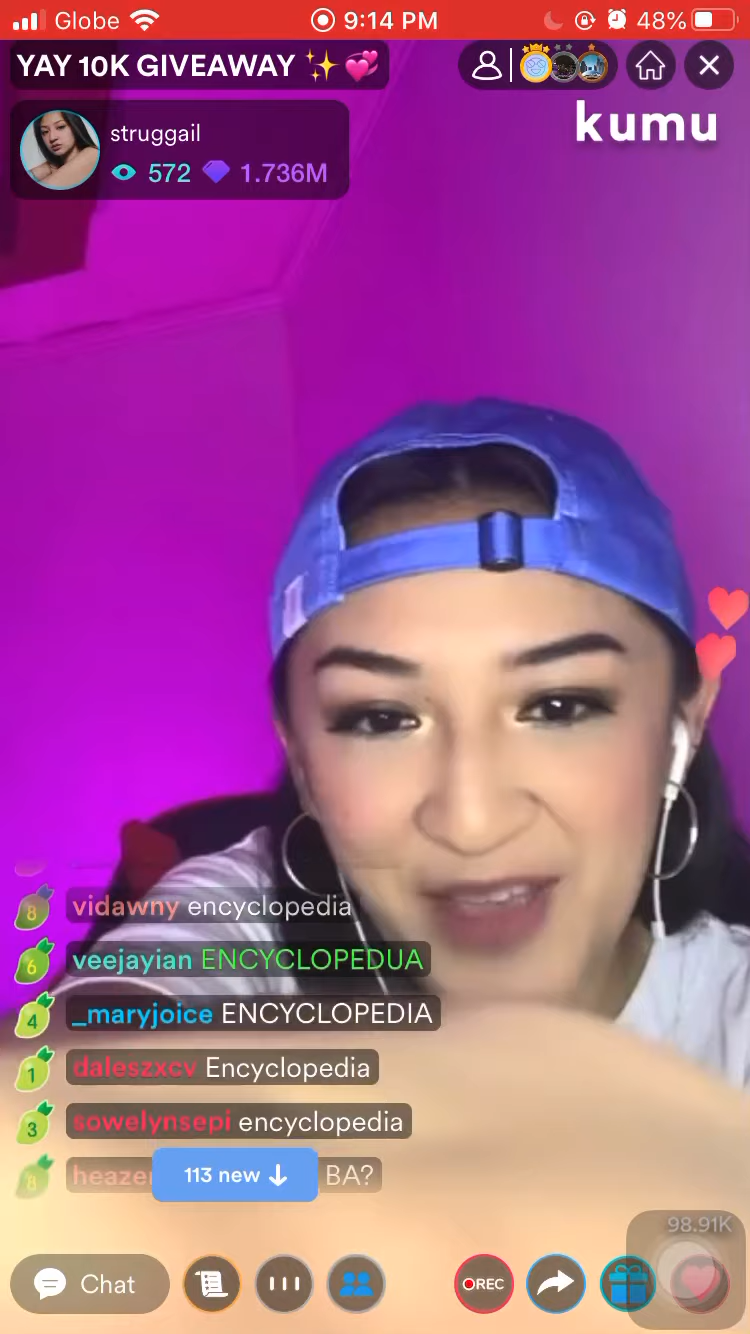 Globe 9:14 PM 48%
YAY 10K GIVEAWAY ✨💞
kumu
struggail
572 1.736M
8 vidawny encyclopedia
6 veejayian ENCYCLOPEDUA
4 _maryjoice ENCYCLOPEDIA
1 daleszxcv Encyclopedia
3 sowelynsepi encyclopedia
8 113 new ↓ BA?
98.91K
Chat REC